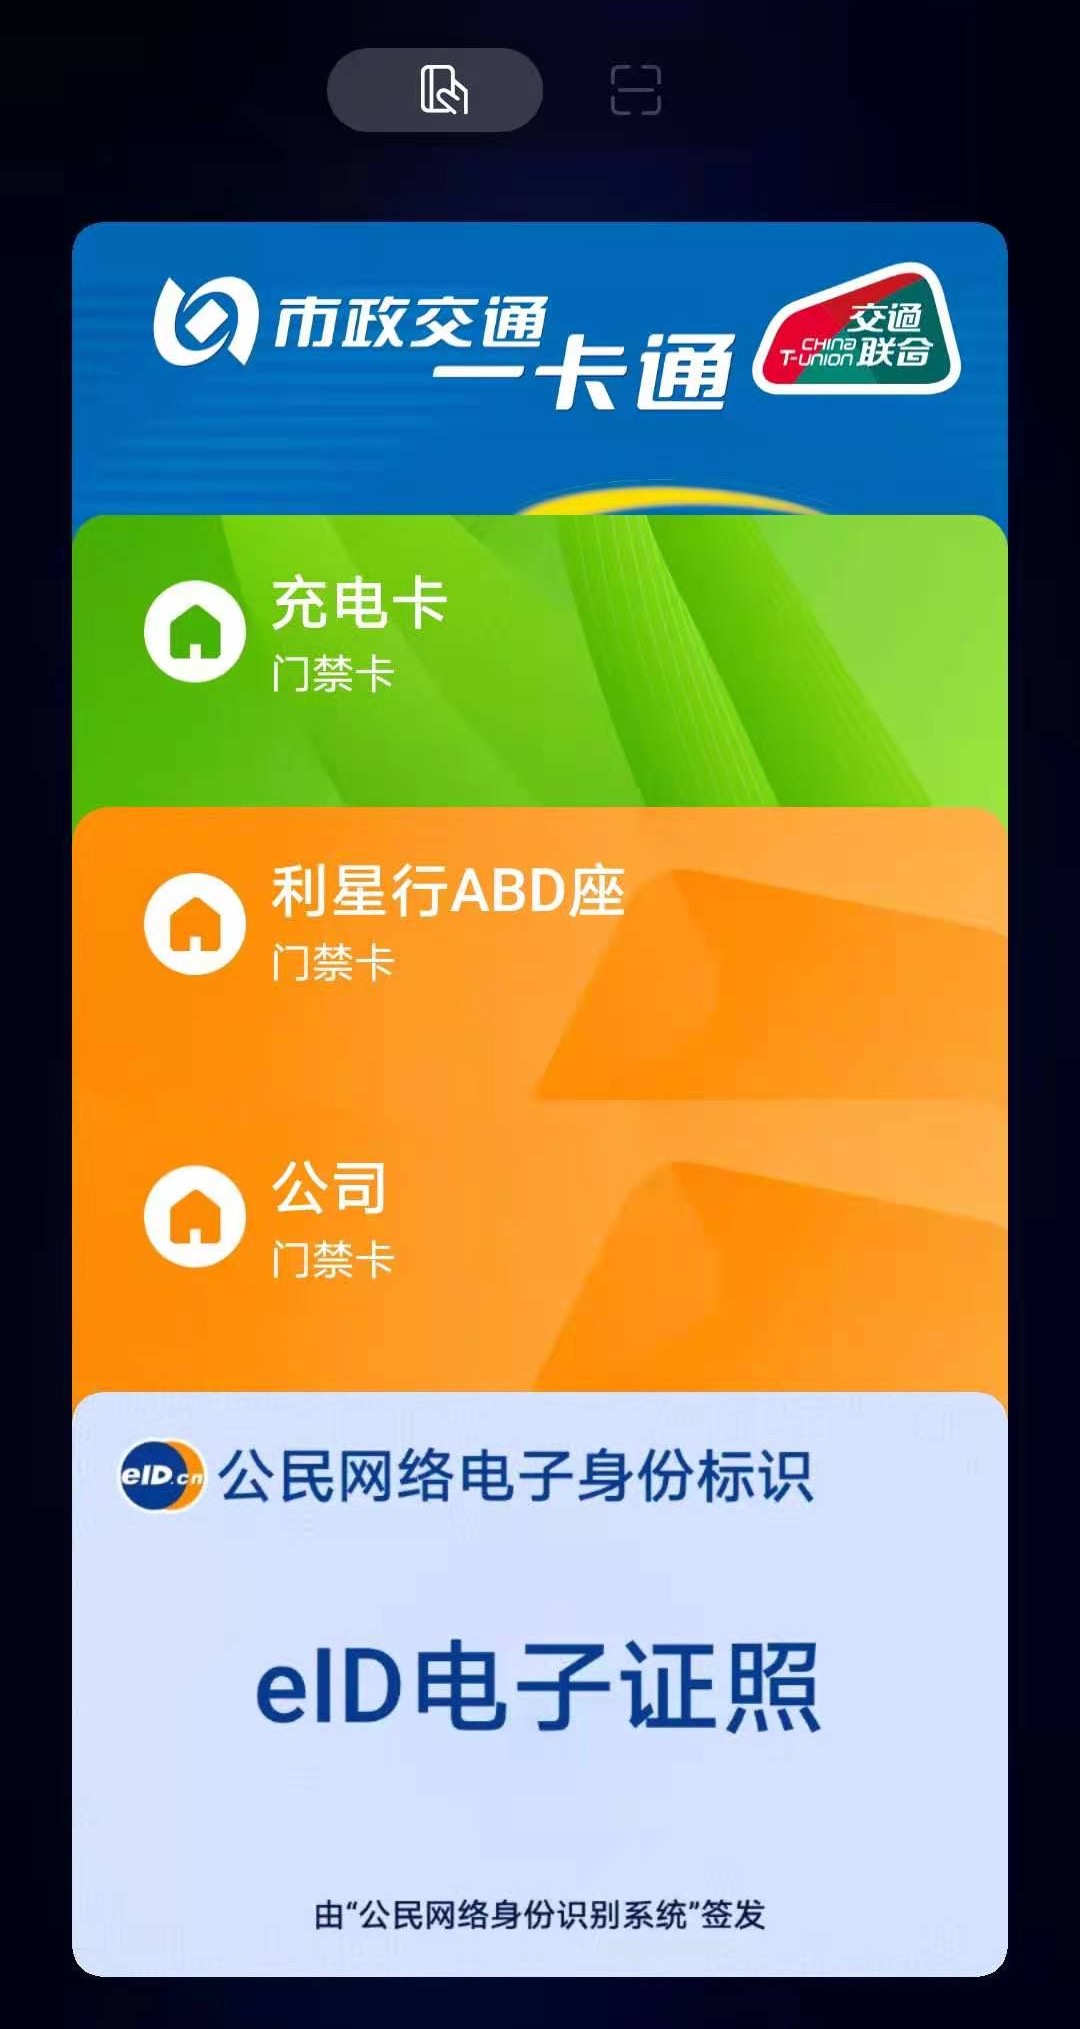 市政交通
一卡通
交通
CHINA
T-UNION 联合
充电卡
门禁卡
利星行ABD座
门禁卡
公司
门禁卡
eID.cn 公民网络电子身份标识
eID电子证照
由“公民网络身份识别系统”签发